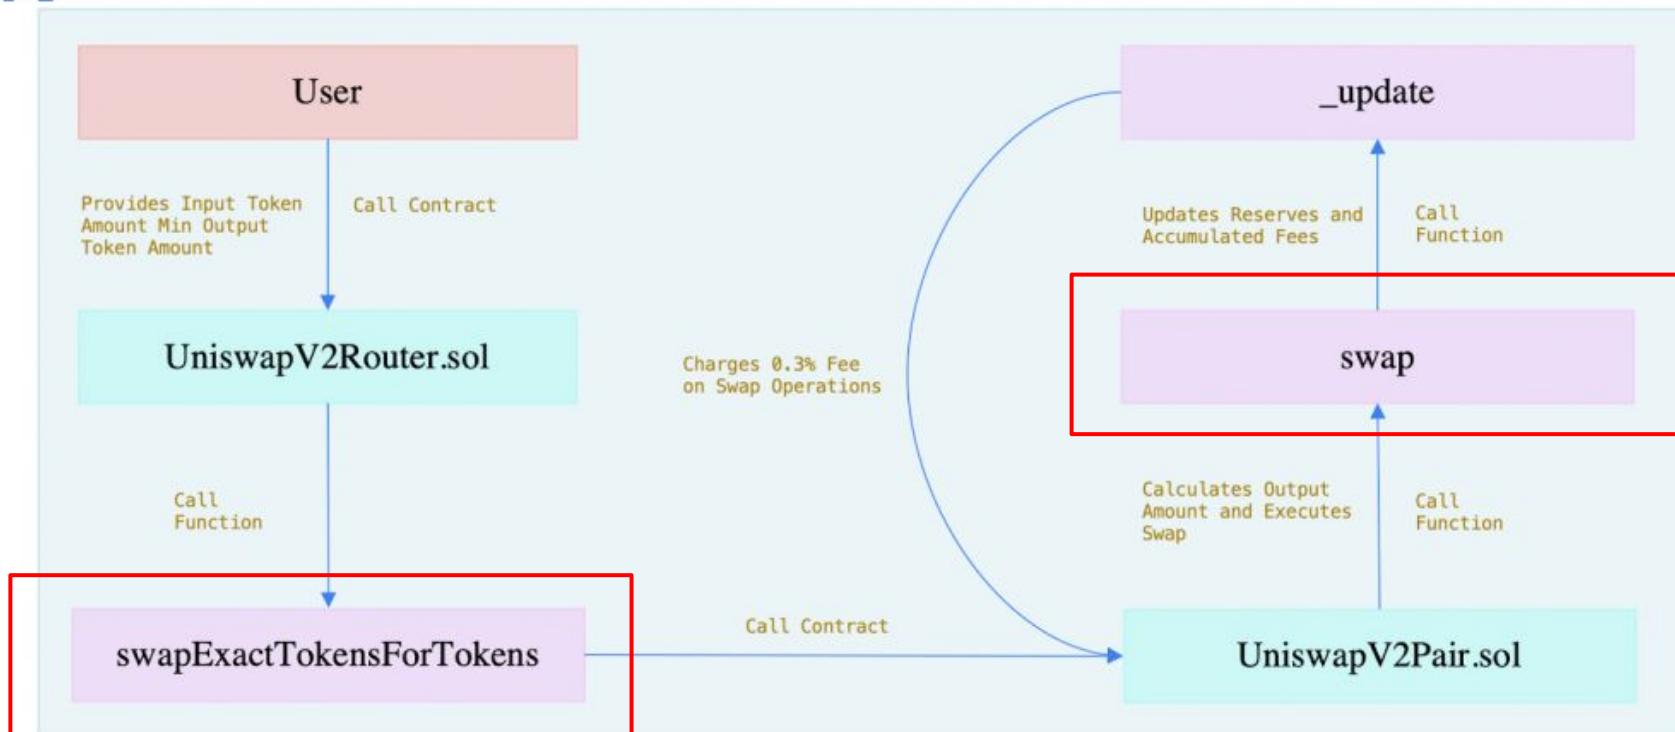 User
Provides Input Token
Amount Min Output
Token Amount
Call Contract
UniswapV2Router.sol
Call
Function
swapExactTokensForTokens
Call Contract
Charges 0.3% Fee
on Swap Operations
_update
Updates Reserves and
Accumulated Fees
Call
Function
swap
Calculates Output
Amount and Executes
Swap
Call
Function
UniswapV2Pair.sol